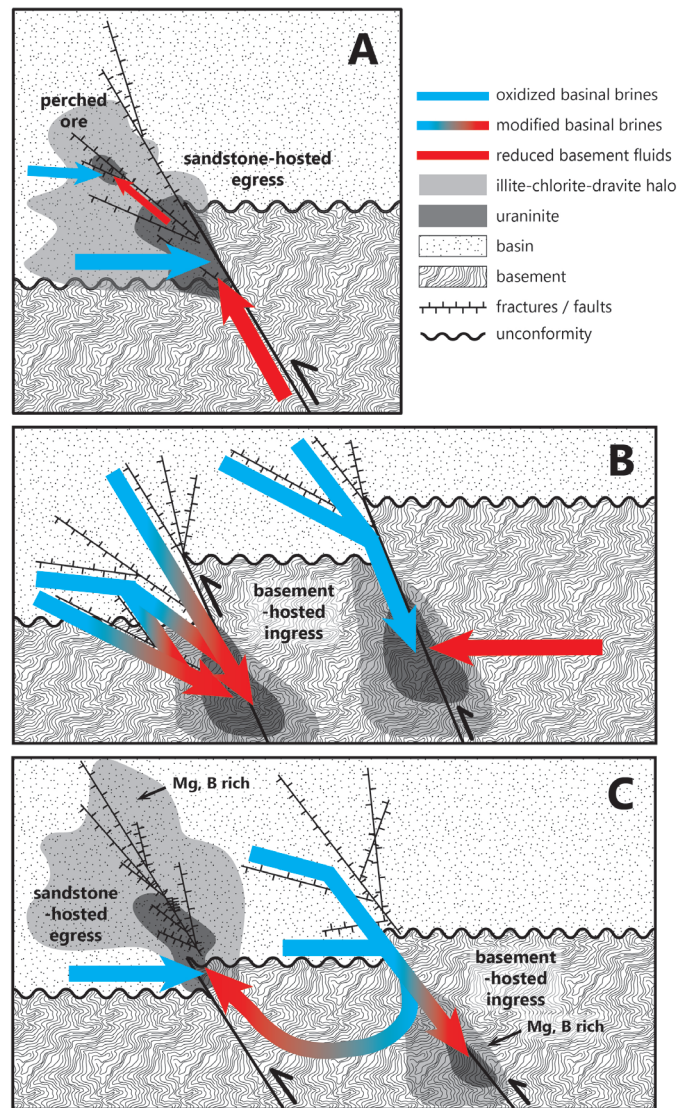 A
perched
ore
sandstone-hosted
egress
oxidized basinal brines
modified basinal brines
reduced basement fluids
illite-chlorite-dravite halo
uraninite
basin
basement
fractures / faults
unconformity
B
basement
-hosted
ingress
C
Mg, B rich
sandstone
-hosted
egress
basement
-hosted
ingress
Mg, B rich